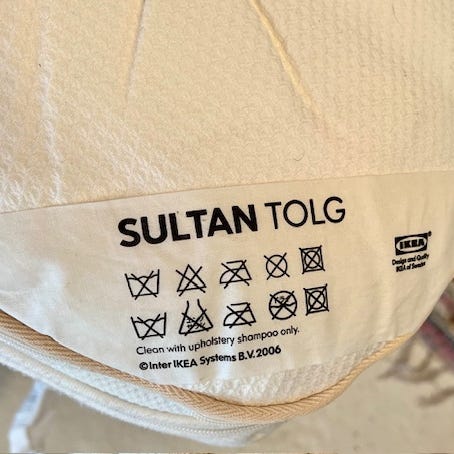 SULTAN TOLG
IKEA®
Design and Quality
IKEA of Sweden
Clean with upholstery shampoo only.
©Inter IKEA Systems B.V. 2006